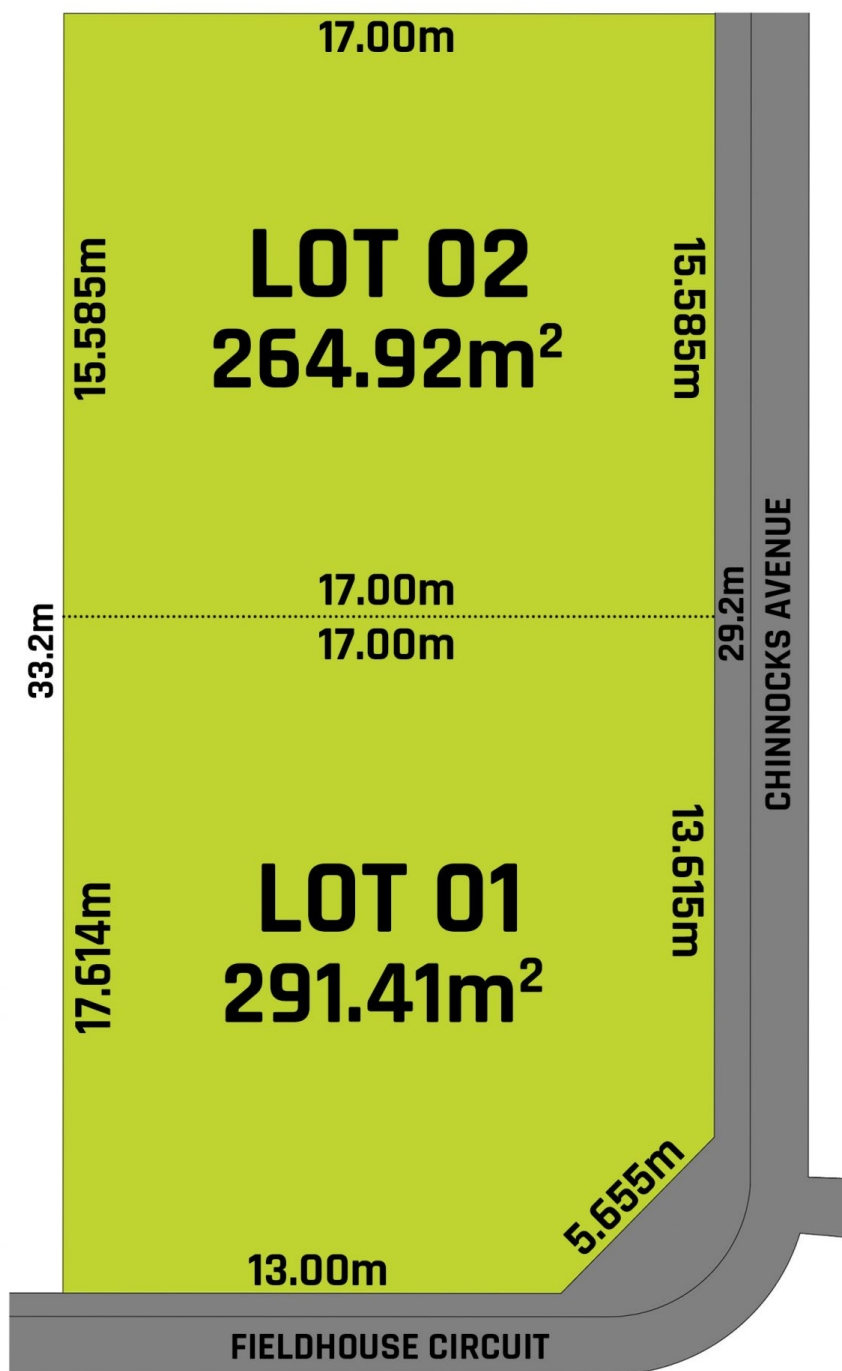 17.00m
LOT 02
264.92m²
15.585m
15.585m
17.00m
17.00m
33.2m
29.2m
CHINNOCKS AVENUE
LOT 01
291.41m²
17.614m
13.615m
5.655m
13.00m
FIELDHOUSE CIRCUIT